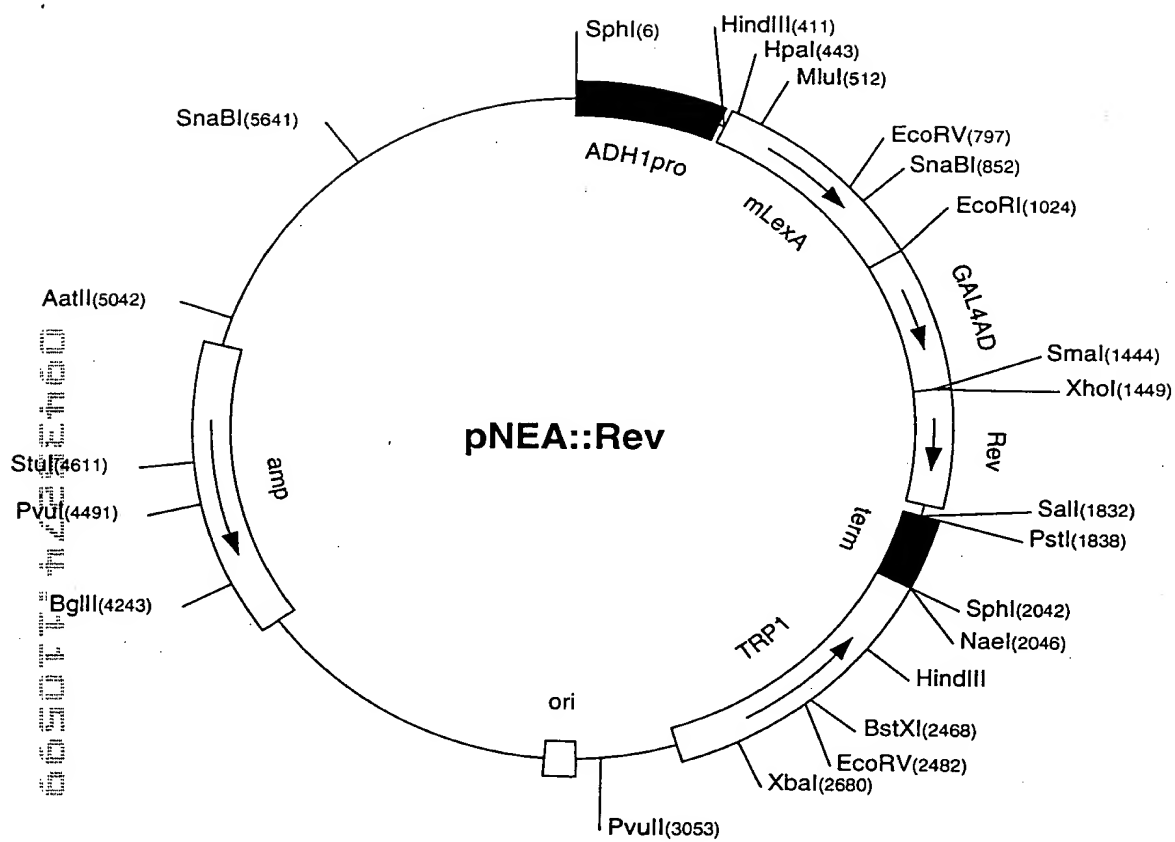 SphI(6)
HindIII(411)
HpaI(443)
MluI(512)
EcoRV(797)
SnaBI(852)
EcoRI(1024)
SmaI(1444)
XhoI(1449)
SalI(1832)
PstI(1838)
SphI(2042)
NaeI(2046)
HindIII
BstXI(2468)
EcoRV(2482)
XbaI(2680)
PvuII(3053)
BglII(4243)
PvuI(4491)
StuI(4611)
AatII(5042)
SnaBI(5641)
ADH1pro
mLexA
GAL4AD
Rev
term
TRP1
ori
amp
pNEA::Rev